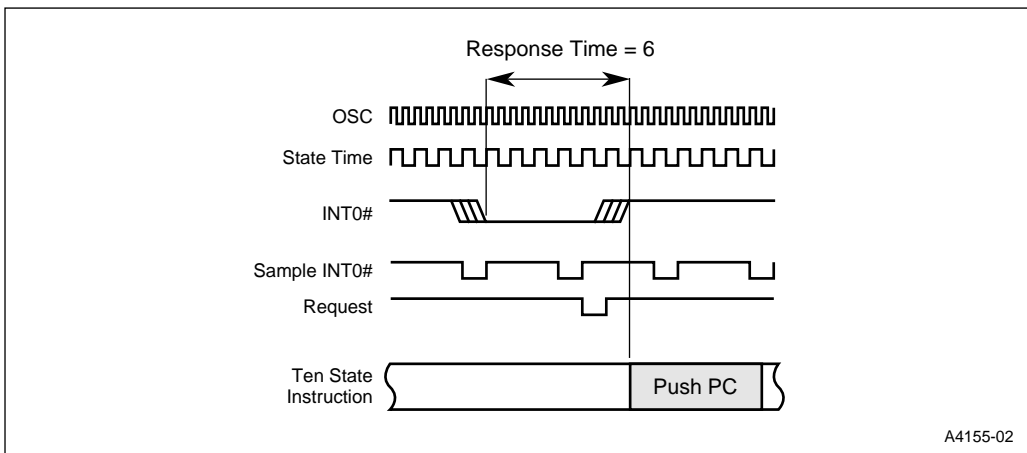 Response Time = 6
OSC
State Time
INT0#
Sample INT0#
Request
Ten State
Instruction
Push PC
A4155-02